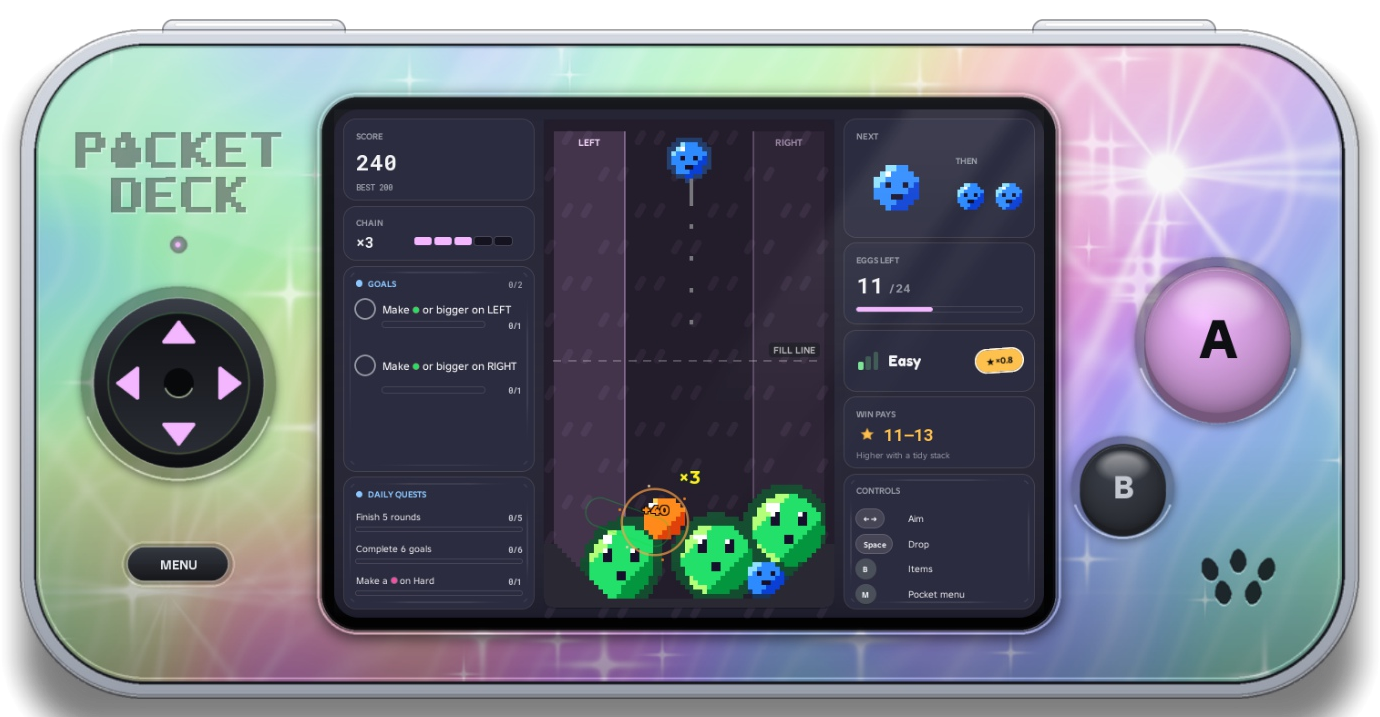 POCKET
DECK
MENU
SCORE
240
BEST 200
CHAIN
×3
GOALS 0/2
Make or bigger on LEFT
0/1
Make or bigger on RIGHT
0/1
DAILY QUESTS
Finish 5 rounds 0/5
Complete 6 goals 0/6
Make a on Hard 0/1
LEFT
RIGHT
FILL LINE
×3
+40
NEXT
THEN
EGGS LEFT
11 /24
Easy ★×0.8
WIN PAYS
★ 11–13
Higher with a tidy stack
CONTROLS
←→ Aim
Space Drop
B Items
M Pocket menu
A
B